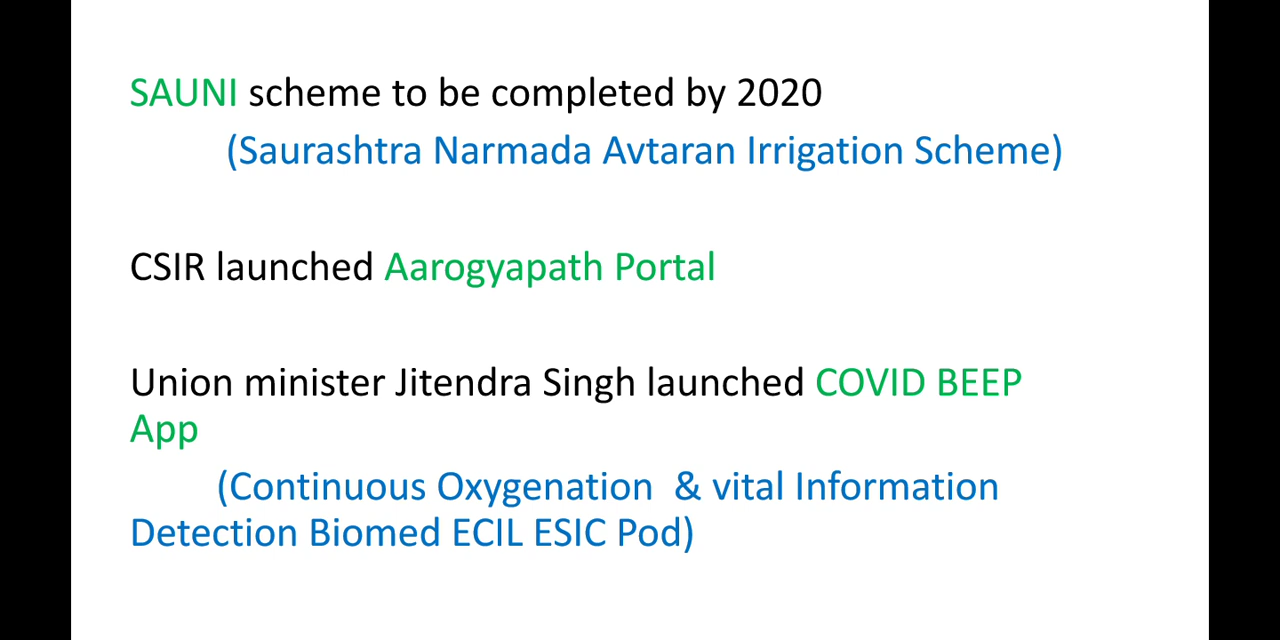 SAUNI scheme to be completed by 2020
(Saurashtra Narmada Avtaran Irrigation Scheme)
CSIR launched Aarogyapath Portal
Union minister Jitendra Singh launched COVID BEEP
App
(Continuous Oxygenation & vital Information
Detection Biomed ECIL ESIC Pod)